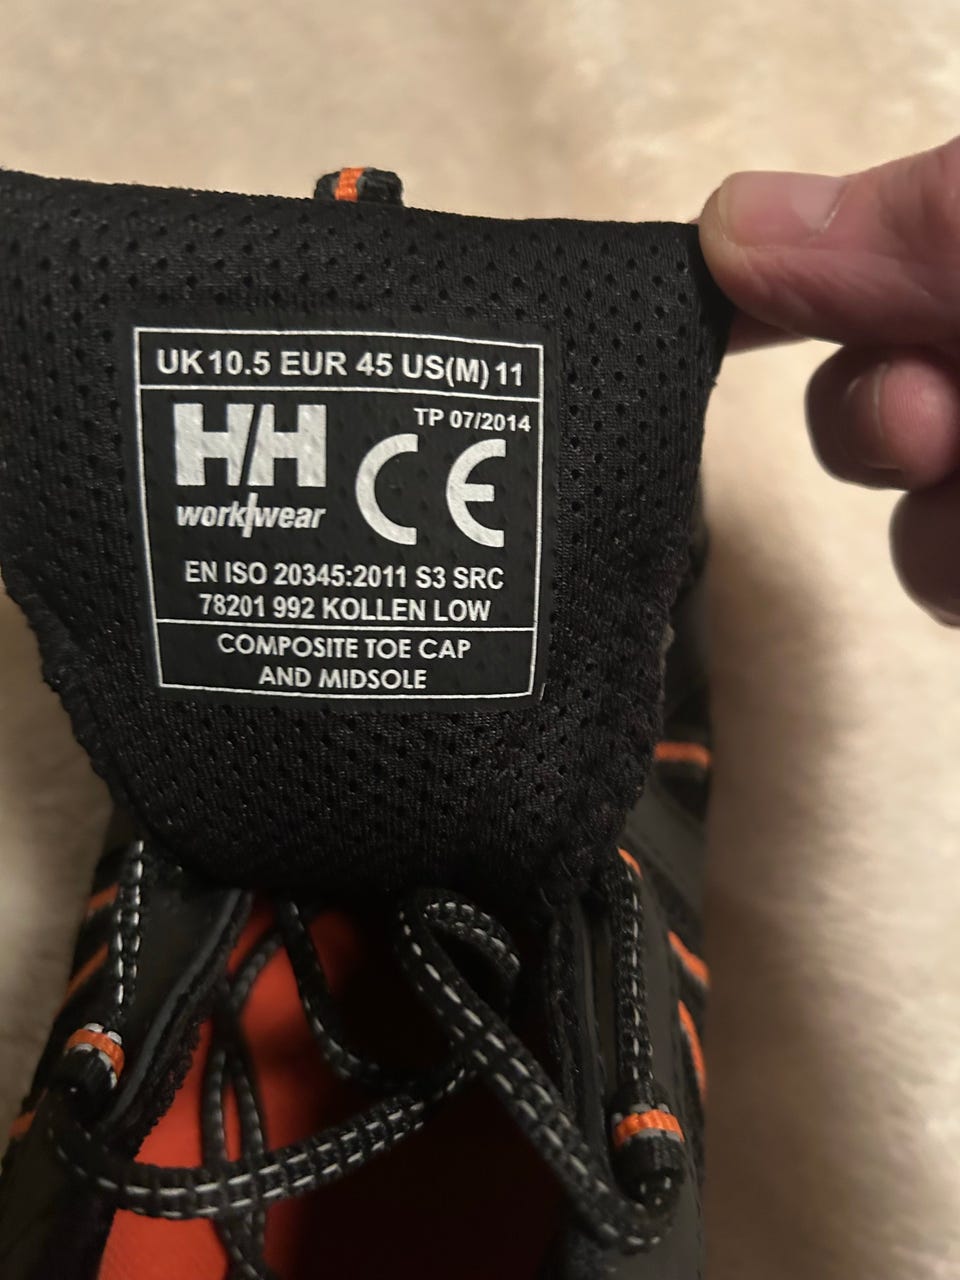 UK 10.5 EUR 45 US(M) 11
TP 07/2014
HH
CE
work/wear
EN ISO 20345:2011 S3 SRC
78201 992 KOLLEN LOW
COMPOSITE TOE CAP
AND MIDSOLE